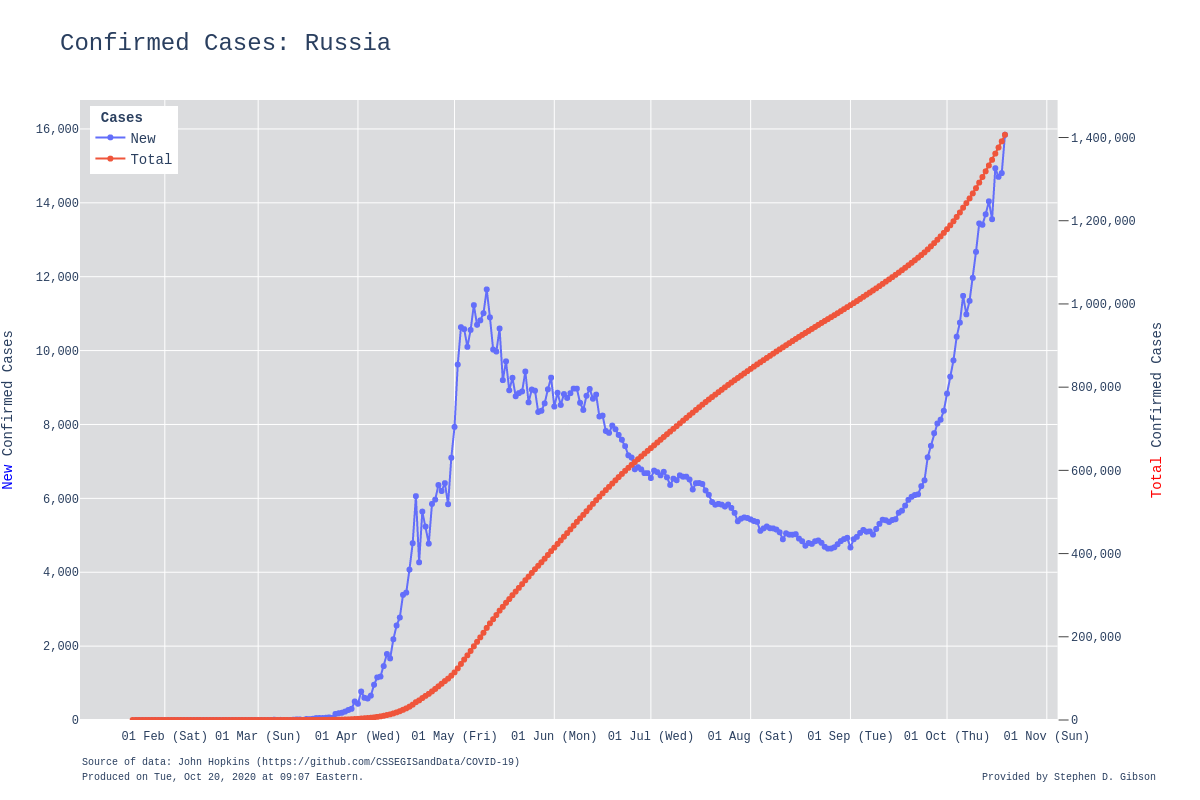 Confirmed Cases: Russia
Cases
New
Total
16,000
14,000
12,000
10,000
8,000
6,000
4,000
2,000
0
New Confirmed Cases
1,400,000
1,200,000
1,000,000
800,000
600,000
400,000
200,000
0
Total Confirmed Cases
01 Feb (Sat) 01 Mar (Sun) 01 Apr (Wed) 01 May (Fri) 01 Jun (Mon) 01 Jul (Wed) 01 Aug (Sat) 01 Sep (Tue) 01 Oct (Thu) 01 Nov (Sun)
Source of data: John Hopkins (https://github.com/CSSEGISandData/COVID-19)
Produced on Tue, Oct 20, 2020 at 09:07 Eastern.
Provided by Stephen D. Gibson